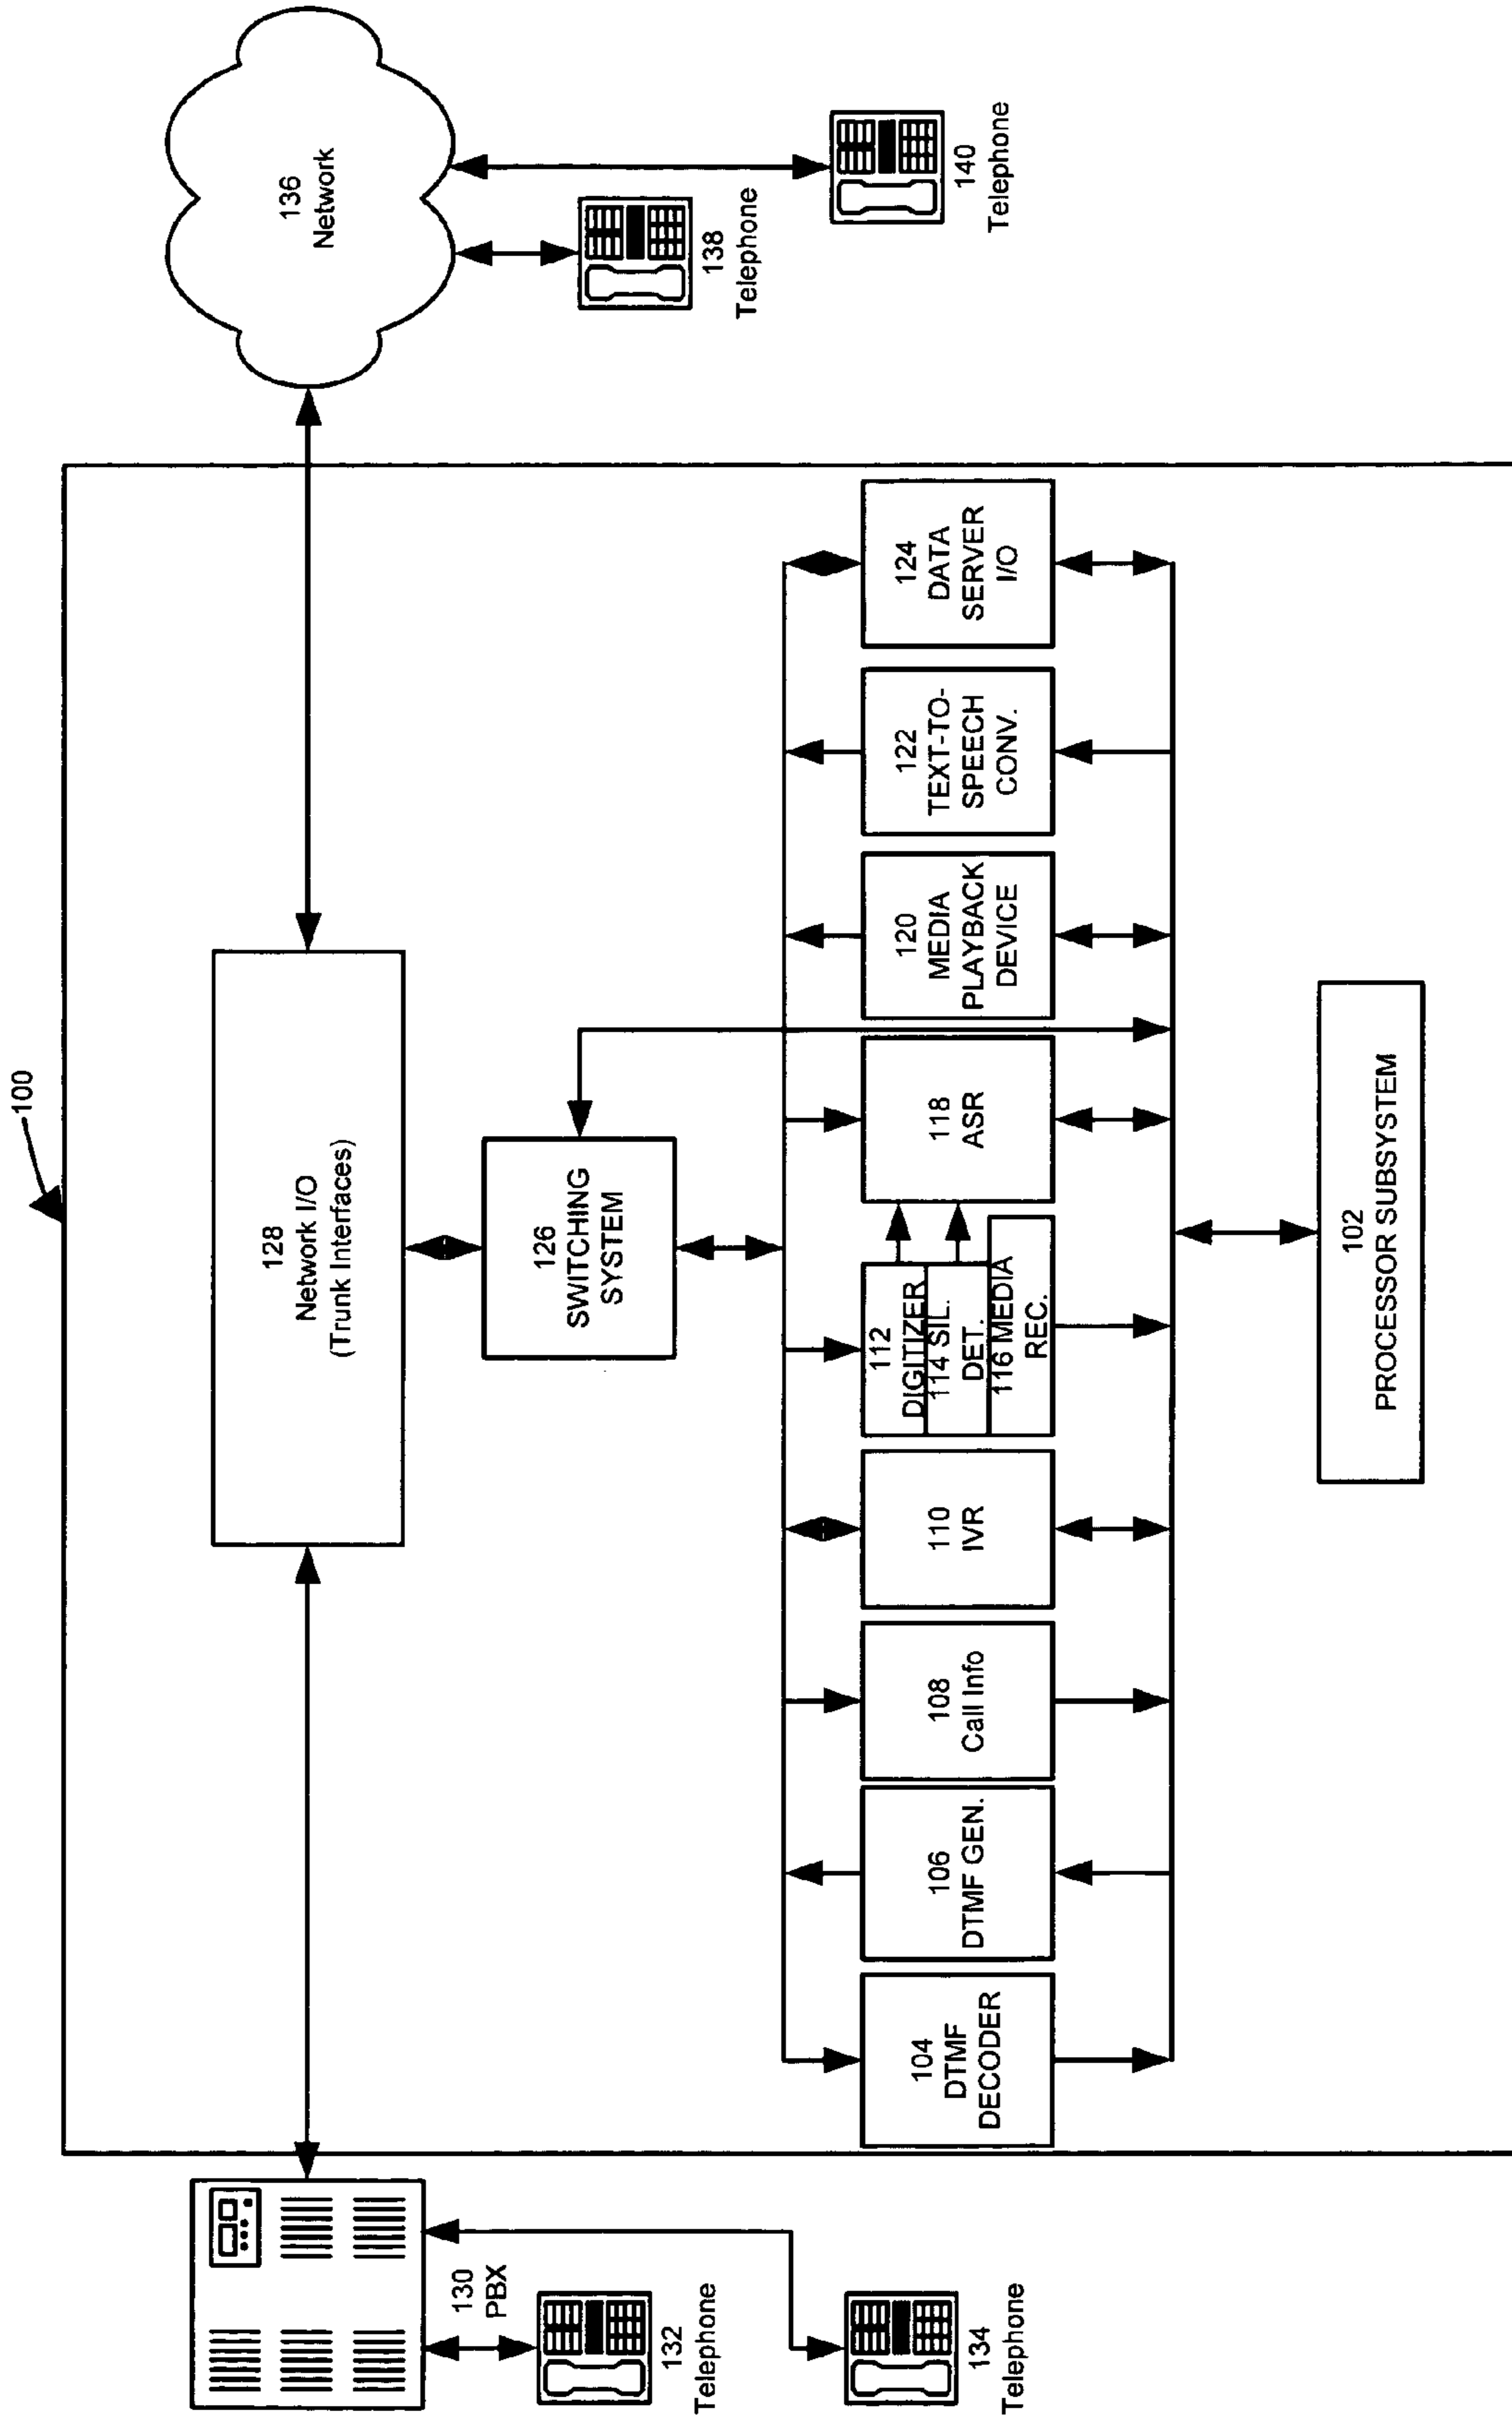 100
128
Network I/O
(Trunk Interfaces)
136
Network
126
SWITCHING
SYSTEM
130
PBX
132
Telephone
134
Telephone
138
Telephone
140
Telephone
104
DTMF
DECODER
106
DTMF GEN.
108
Call Info
110
IVR
112
DIGITIZER
114 SIL.
DET.
116 MEDIA
REC.
118
ASR
120
MEDIA
PLAYBACK
DEVICE
122
TEXT-TO-
SPEECH
CONV.
124
DATA
SERVER
I/O
102
PROCESSOR SUBSYSTEM